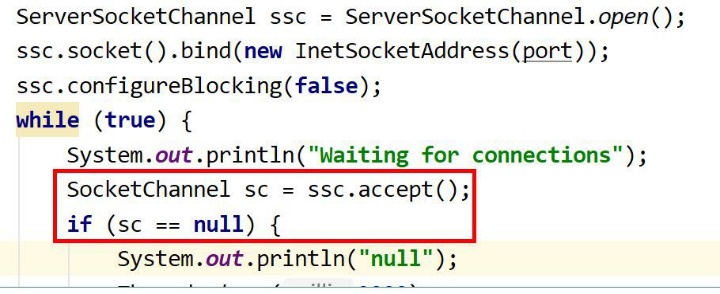 ServerSocketChannel ssc = ServerSocketChannel.open();
ssc.socket().bind(new InetSocketAddress(port));
ssc.configureBlocking(false);
while (true) {
System.out.println("Waiting for connections");
SocketChannel sc = ssc.accept();
if (sc == null) {
System.out.println("null");